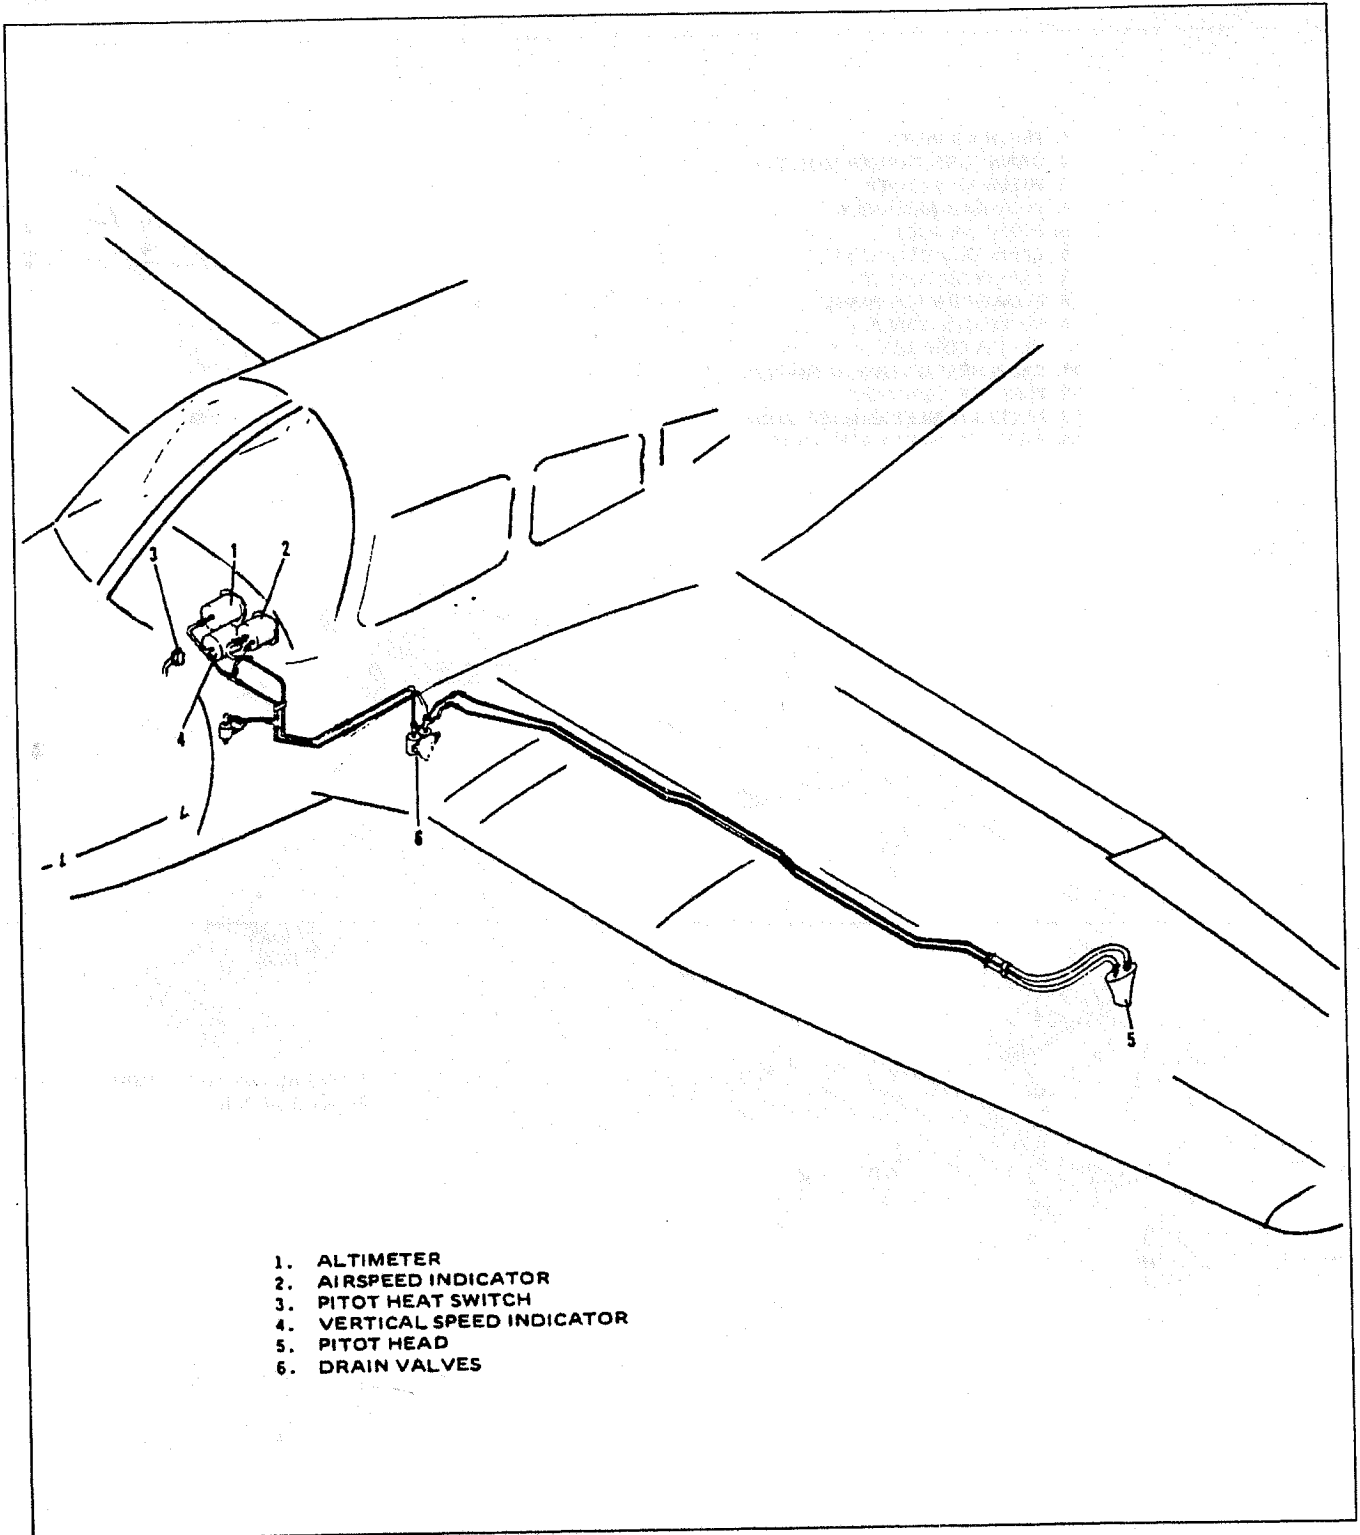 3
1
2
4
6
5
1. ALTIMETER
2. AIRSPEED INDICATOR
3. PITOT HEAT SWITCH
4. VERTICAL SPEED INDICATOR
5. PITOT HEAD
6. DRAIN VALVES